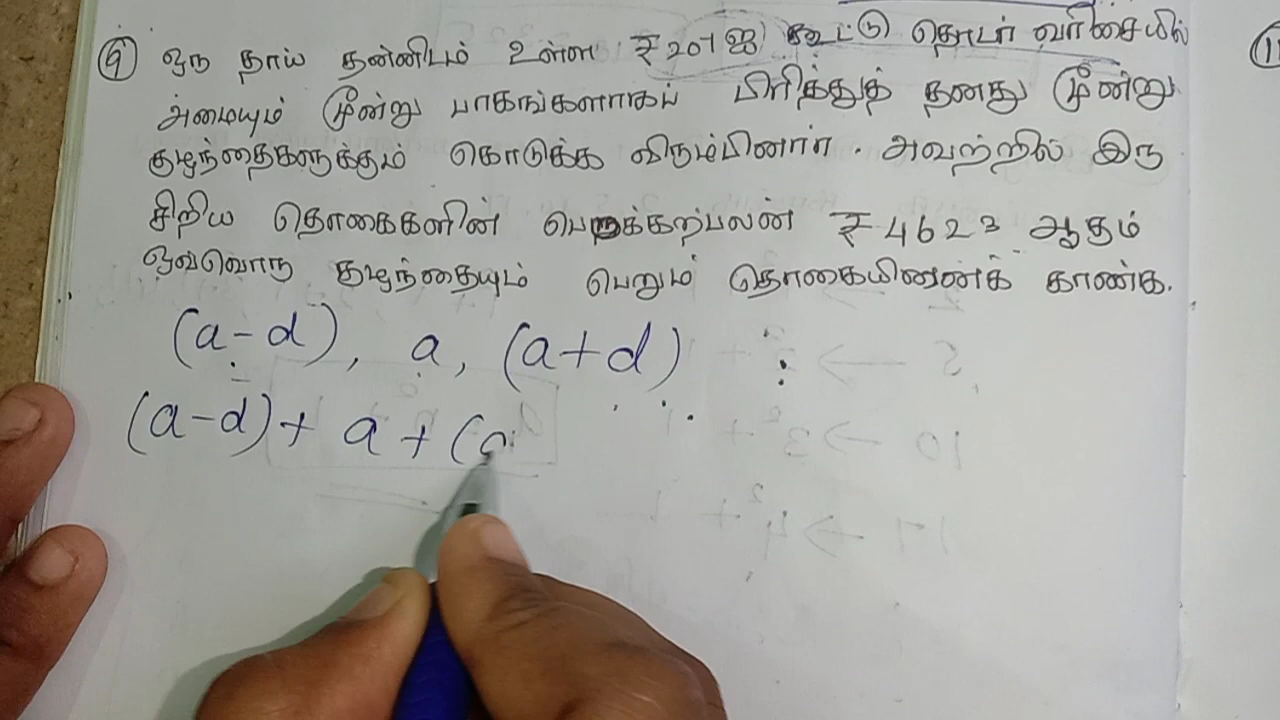 9 ஒரு தாய் தன்னிடம் உள்ள ₹207 ஐ கூட்டு தொடர் வரிசையில்
அமையும் மூன்று பாகங்களாகப் பிரித்துத் தனது மூன்று
குழந்தைகளுக்கும் கொடுக்க விரும்பினார். அவற்றில் இரு
சிறிய தொகைகளின் பெருக்கற்பலன் ₹4623 ஆகும்
ஒவ்வொரு குழந்தையும் பெறும் தொகையினைக் காண்க.
(a-d), a, (a+d)
(a-d)+ a + (a